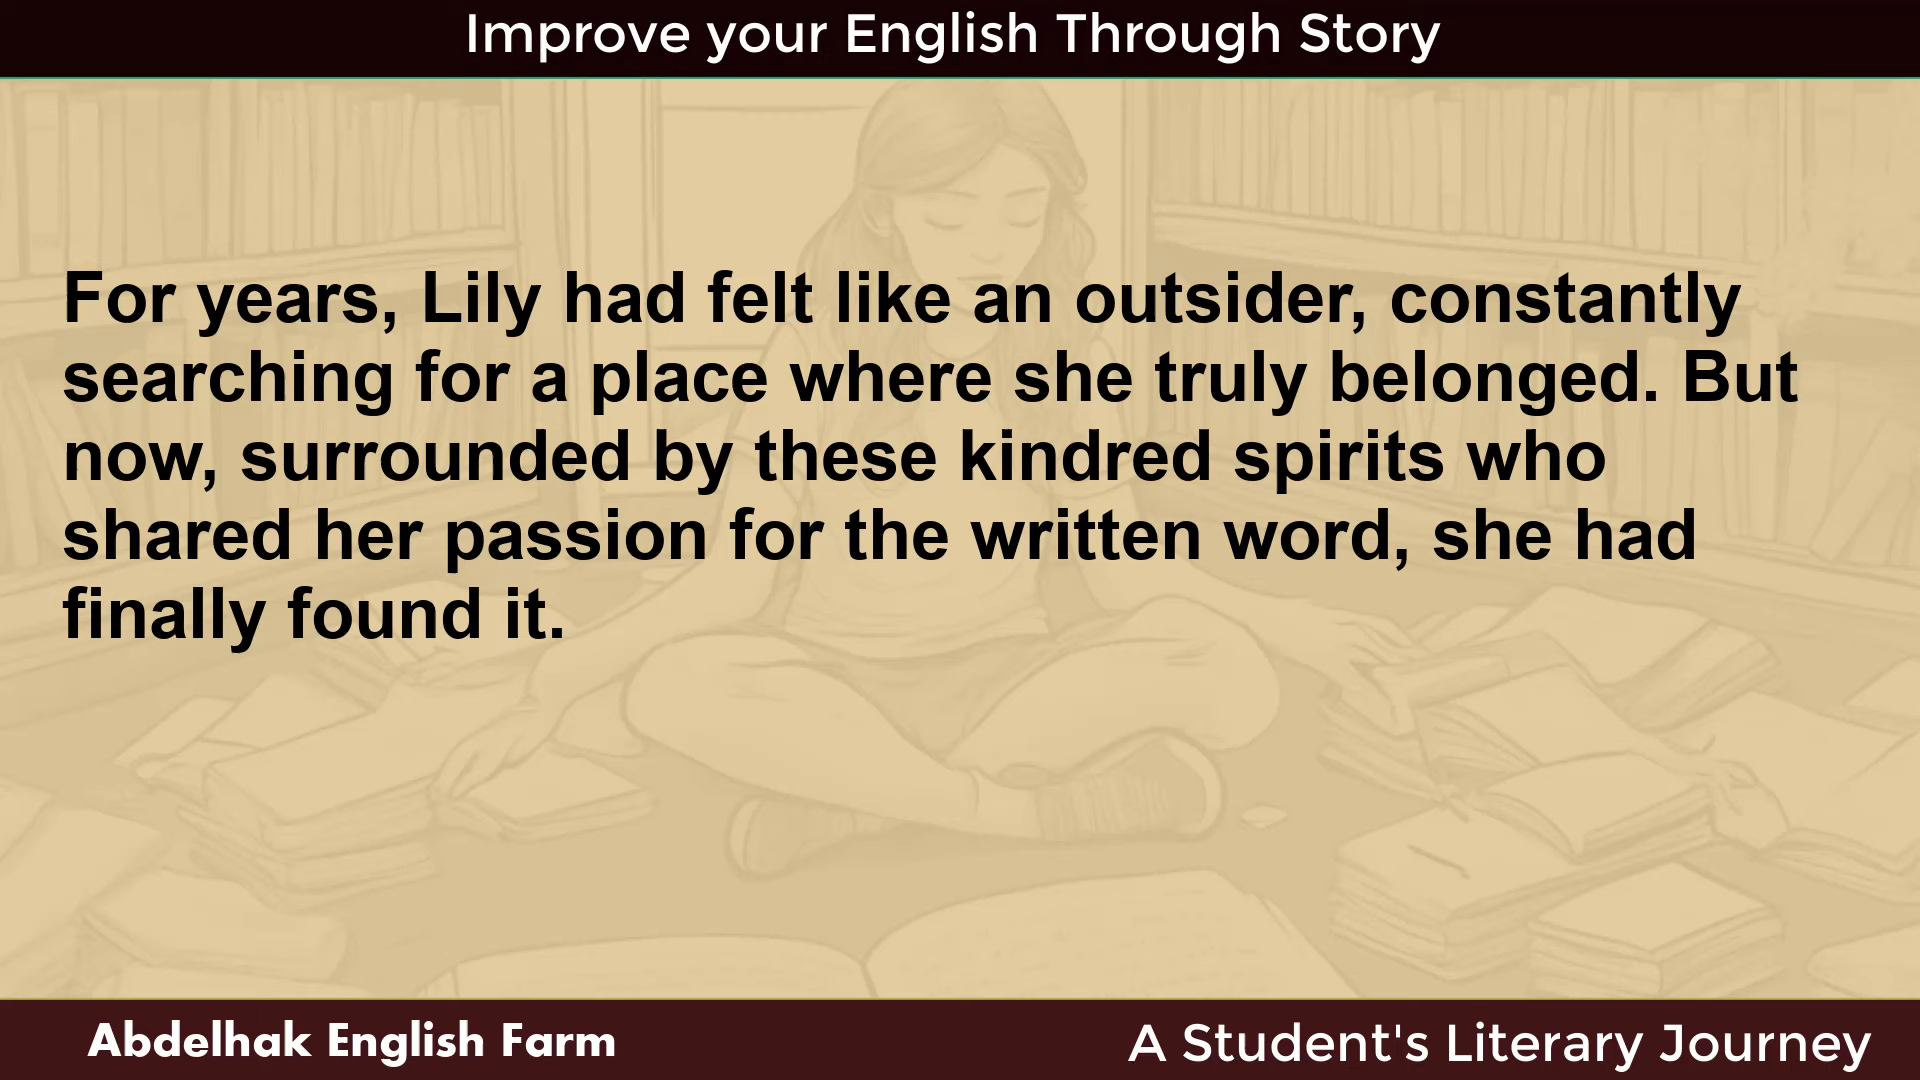 Improve your English Through Story
For years, Lily had felt like an outsider, constantly
searching for a place where she truly belonged. But
now, surrounded by these kindred spirits who
shared her passion for the written word, she had
finally found it.
Abdelhak English Farm
A Student's Literary Journey